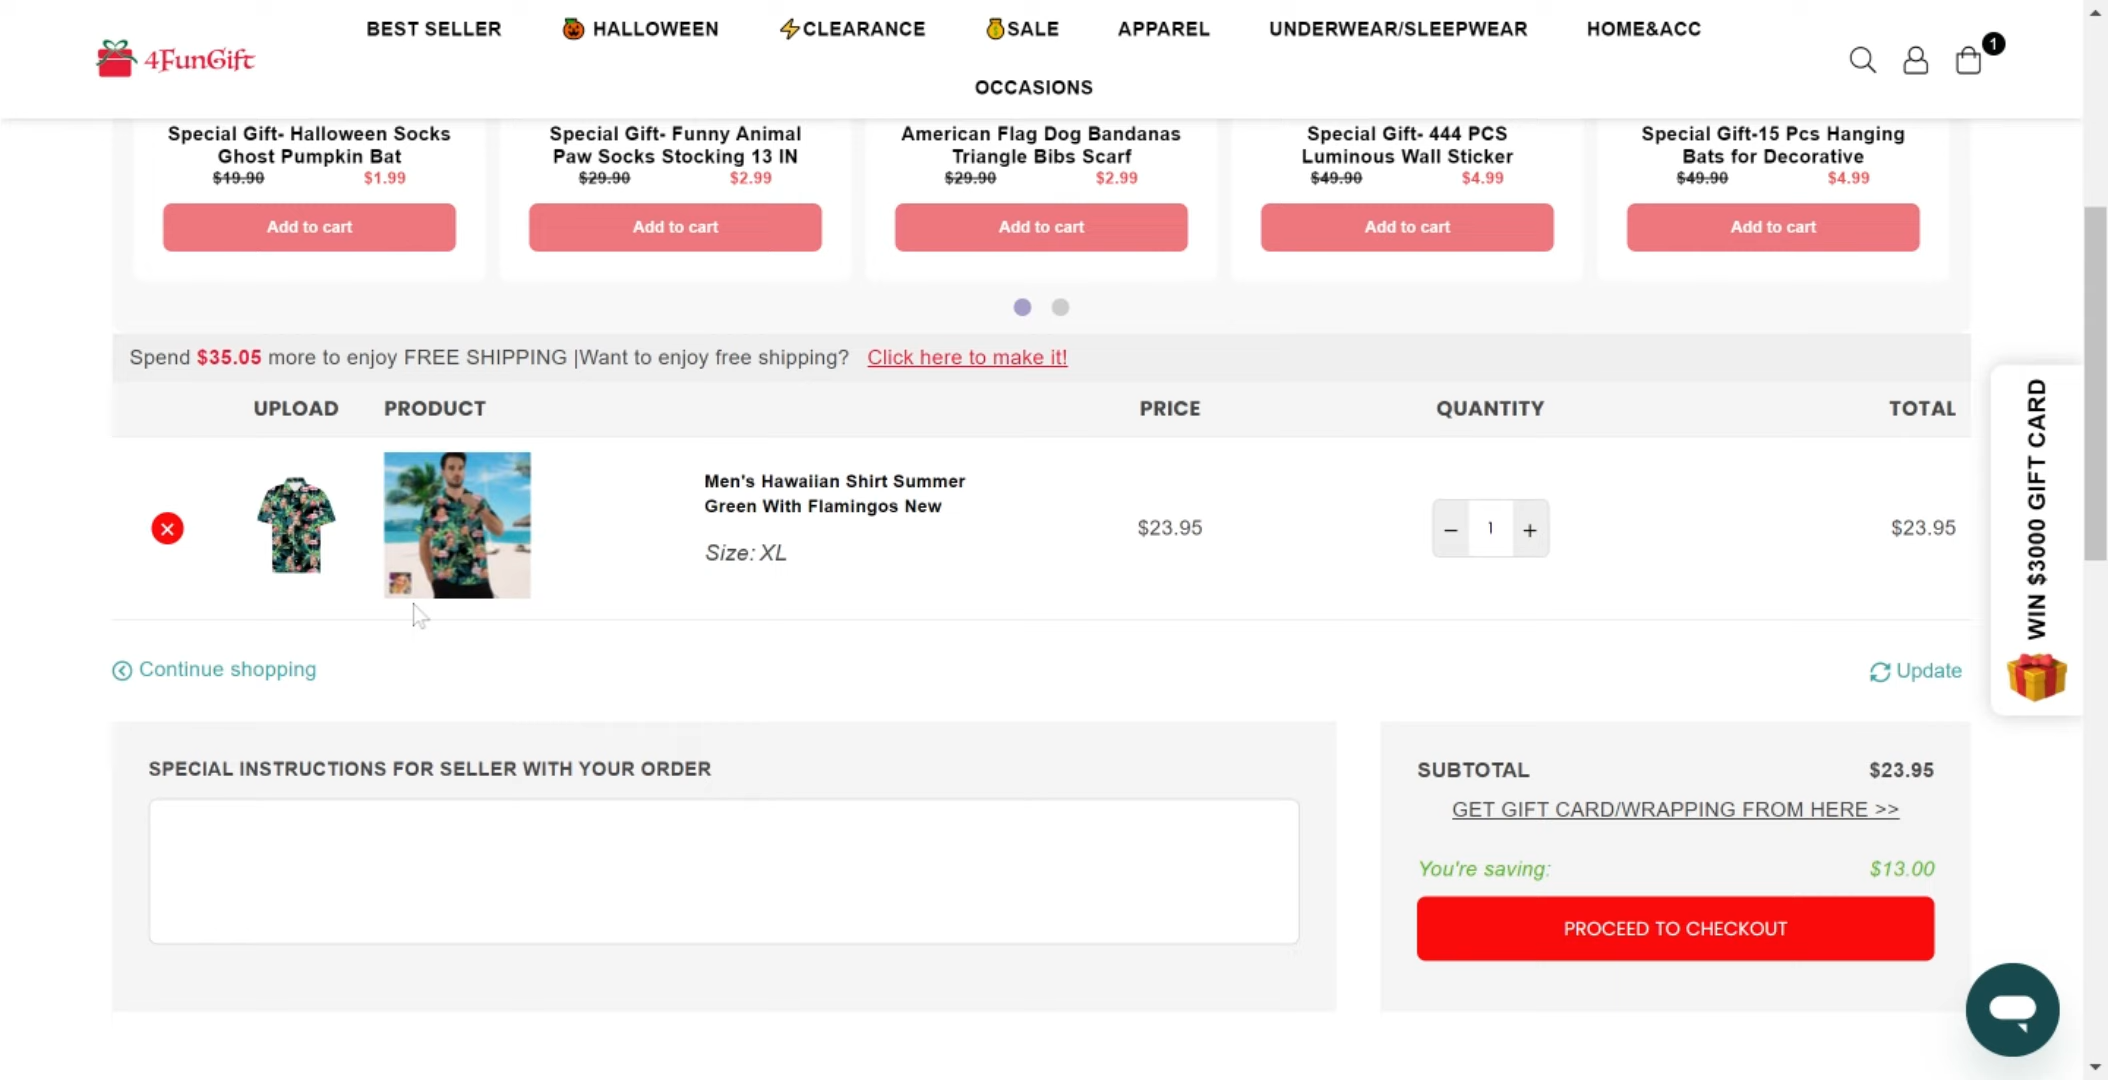 BEST SELLER
🎃 HALLOWEEN
⚡CLEARANCE
💰SALE
APPAREL
UNDERWEAR/SLEEPWEAR
HOME&ACC
OCCASIONS
4FunGift
1
Special Gift- Halloween Socks
Ghost Pumpkin Bat
$19.90 $1.99
Add to cart
Special Gift- Funny Animal
Paw Socks Stocking 13 IN
$29.90 $2.99
Add to cart
American Flag Dog Bandanas
Triangle Bibs Scarf
$29.90 $2.99
Add to cart
Special Gift- 444 PCS
Luminous Wall Sticker
$49.90 $4.99
Add to cart
Special Gift-15 Pcs Hanging
Bats for Decorative
$49.90 $4.99
Add to cart
Spend $35.05 more to enjoy FREE SHIPPING |Want to enjoy free shipping? Click here to make it!
UPLOAD PRODUCT PRICE QUANTITY TOTAL
Men's Hawaiian Shirt Summer
Green With Flamingos New
Size: XL
$23.95
− 1 +
$23.95
WIN $3000 GIFT CARD
Continue shopping
Update
SPECIAL INSTRUCTIONS FOR SELLER WITH YOUR ORDER
SUBTOTAL $23.95
GET GIFT CARD/WRAPPING FROM HERE >>
You're saving: $13.00
PROCEED TO CHECKOUT